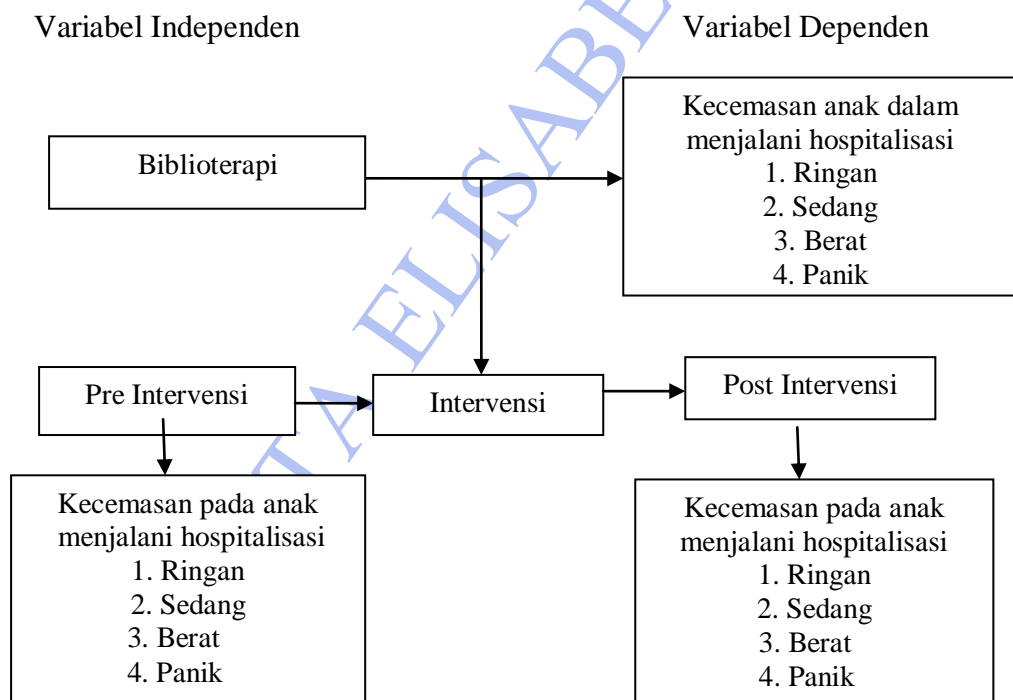 Variabel Independen
Variabel Dependen
Biblioterapi
Kecemasan anak dalam
menjalani hospitalisasi
1. Ringan
2. Sedang
3. Berat
4. Panik
Pre Intervensi
Intervensi
Post Intervensi
Kecemasan pada anak
menjalani hospitalisasi
1. Ringan
2. Sedang
3. Berat
4. Panik
Kecemasan pada anak
menjalani hospitalisasi
1. Ringan
2. Sedang
3. Berat
4. Panik
TA ELISABE